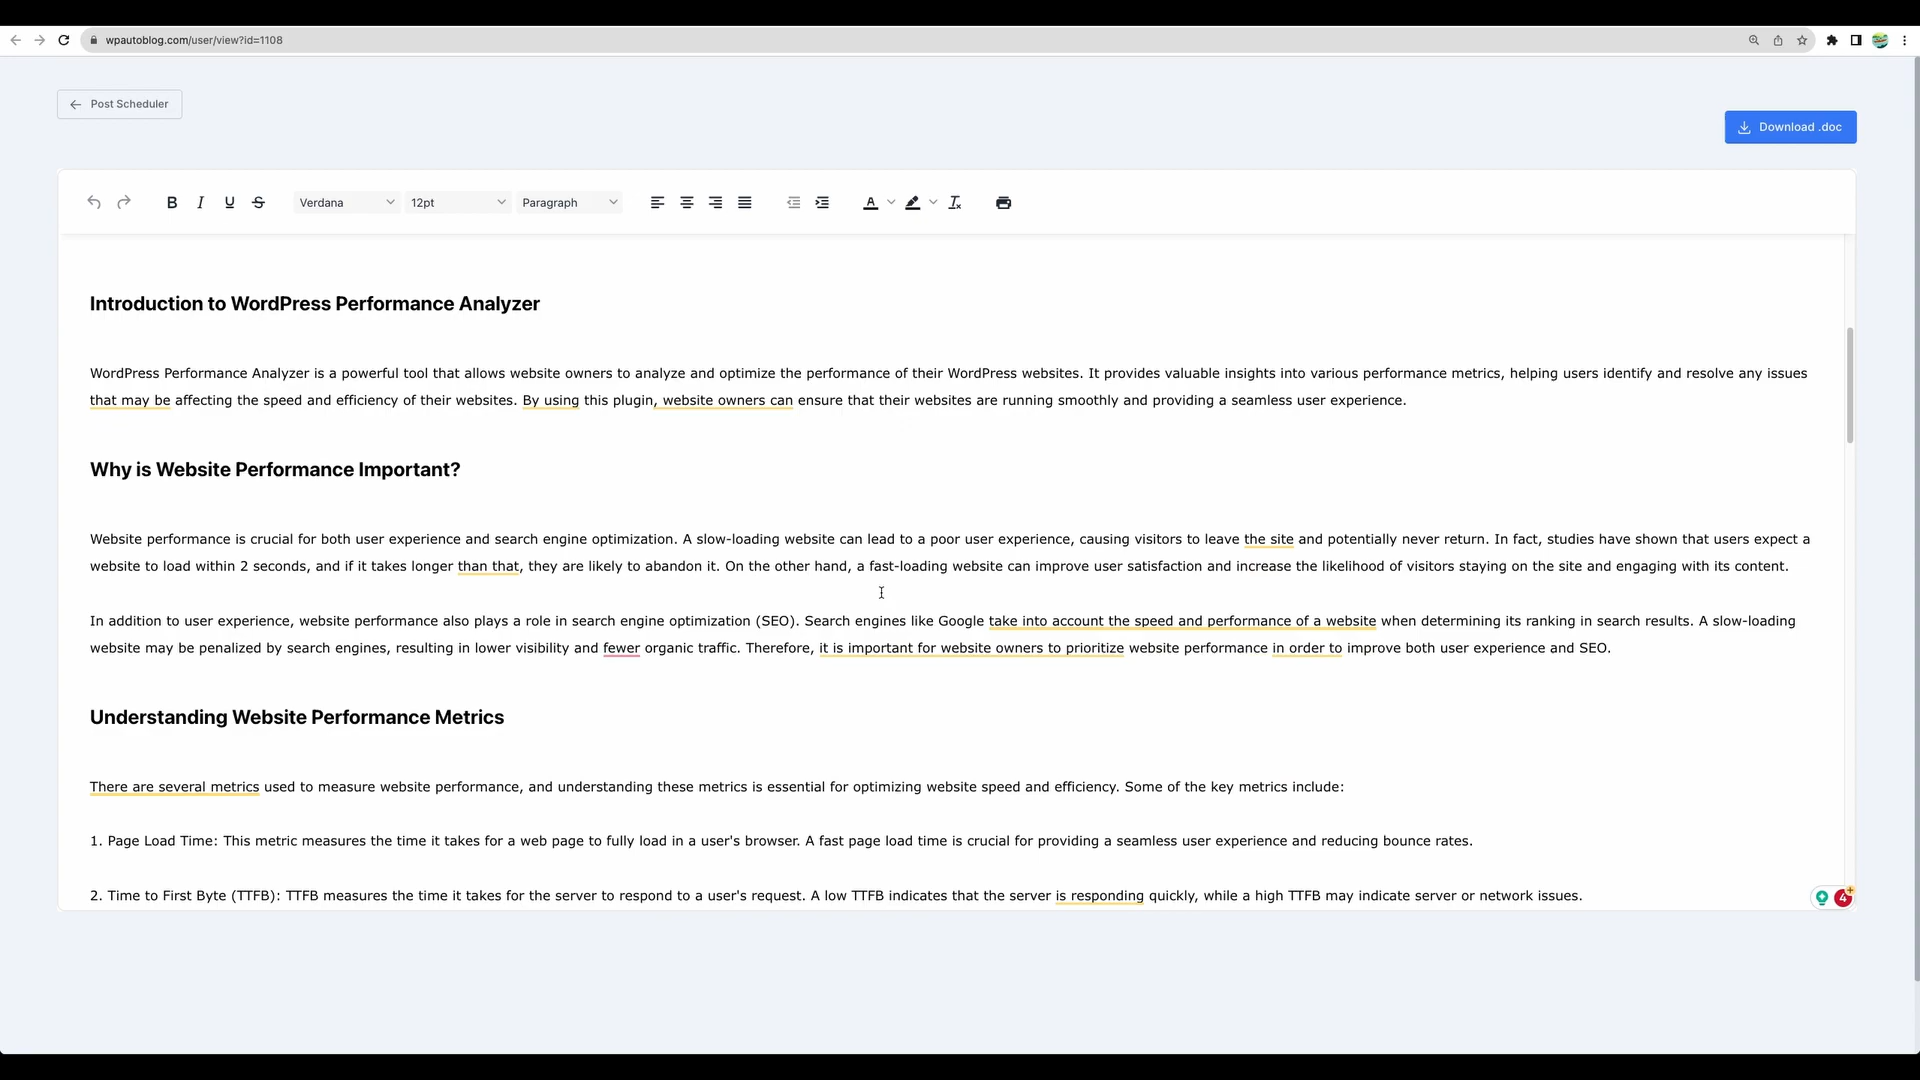 wpautoblog.com/user/view?id=1108
Post Scheduler
Download .doc
B I U S Verdana 12pt Paragraph A
Introduction to WordPress Performance Analyzer
WordPress Performance Analyzer is a powerful tool that allows website owners to analyze and optimize the performance of their WordPress websites. It provides valuable insights into various performance metrics, helping users identify and resolve any issues
that may be affecting the speed and efficiency of their websites. By using this plugin, website owners can ensure that their websites are running smoothly and providing a seamless user experience.
Why is Website Performance Important?
Website performance is crucial for both user experience and search engine optimization. A slow-loading website can lead to a poor user experience, causing visitors to leave the site and potentially never return. In fact, studies have shown that users expect a
website to load within 2 seconds, and if it takes longer than that, they are likely to abandon it. On the other hand, a fast-loading website can improve user satisfaction and increase the likelihood of visitors staying on the site and engaging with its content.
In addition to user experience, website performance also plays a role in search engine optimization (SEO). Search engines like Google take into account the speed and performance of a website when determining its ranking in search results. A slow-loading
website may be penalized by search engines, resulting in lower visibility and fewer organic traffic. Therefore, it is important for website owners to prioritize website performance in order to improve both user experience and SEO.
Understanding Website Performance Metrics
There are several metrics used to measure website performance, and understanding these metrics is essential for optimizing website speed and efficiency. Some of the key metrics include:
1. Page Load Time: This metric measures the time it takes for a web page to fully load in a user's browser. A fast page load time is crucial for providing a seamless user experience and reducing bounce rates.
2. Time to First Byte (TTFB): TTFB measures the time it takes for the server to respond to a user's request. A low TTFB indicates that the server is responding quickly, while a high TTFB may indicate server or network issues.
4